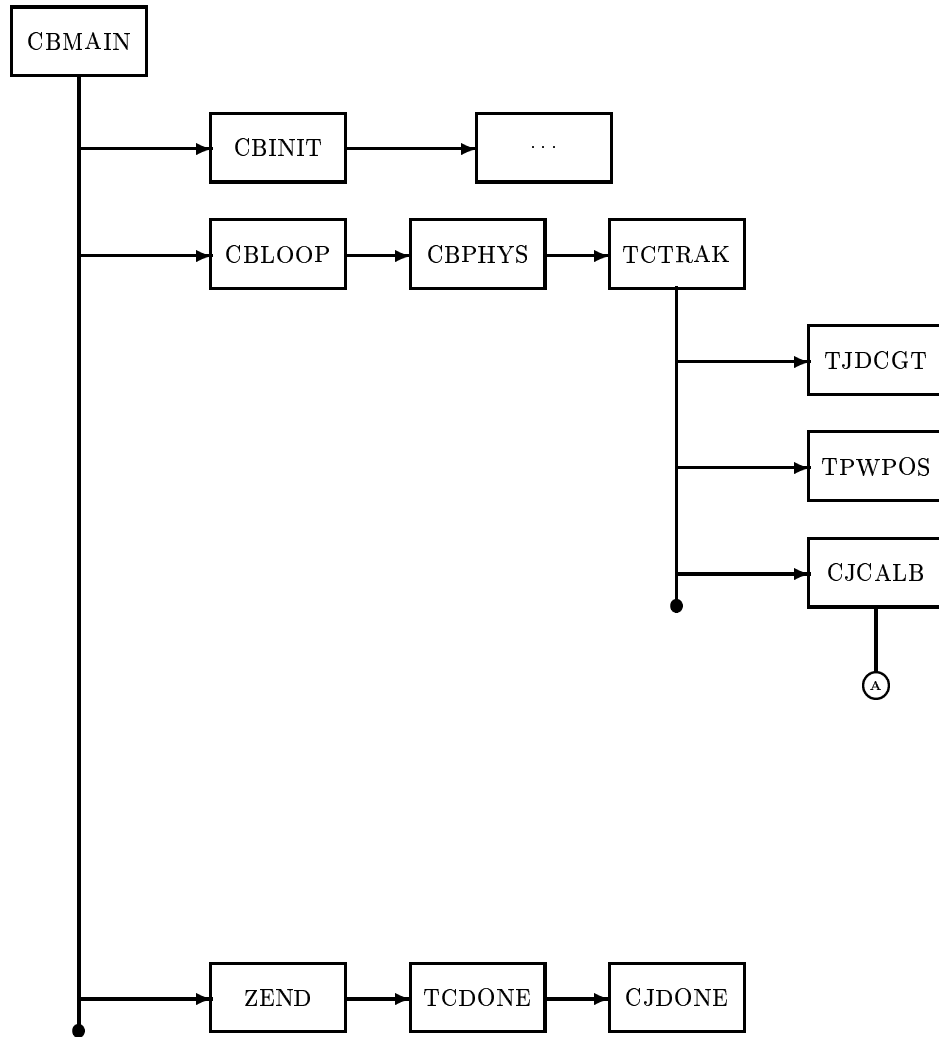 CBMAIN
CBINIT
...
CBLOOP
CBPHYS
TCTRAK
TJDCGT
TPWPOS
CJCALB
A
ZEND
TCDONE
CJDONE